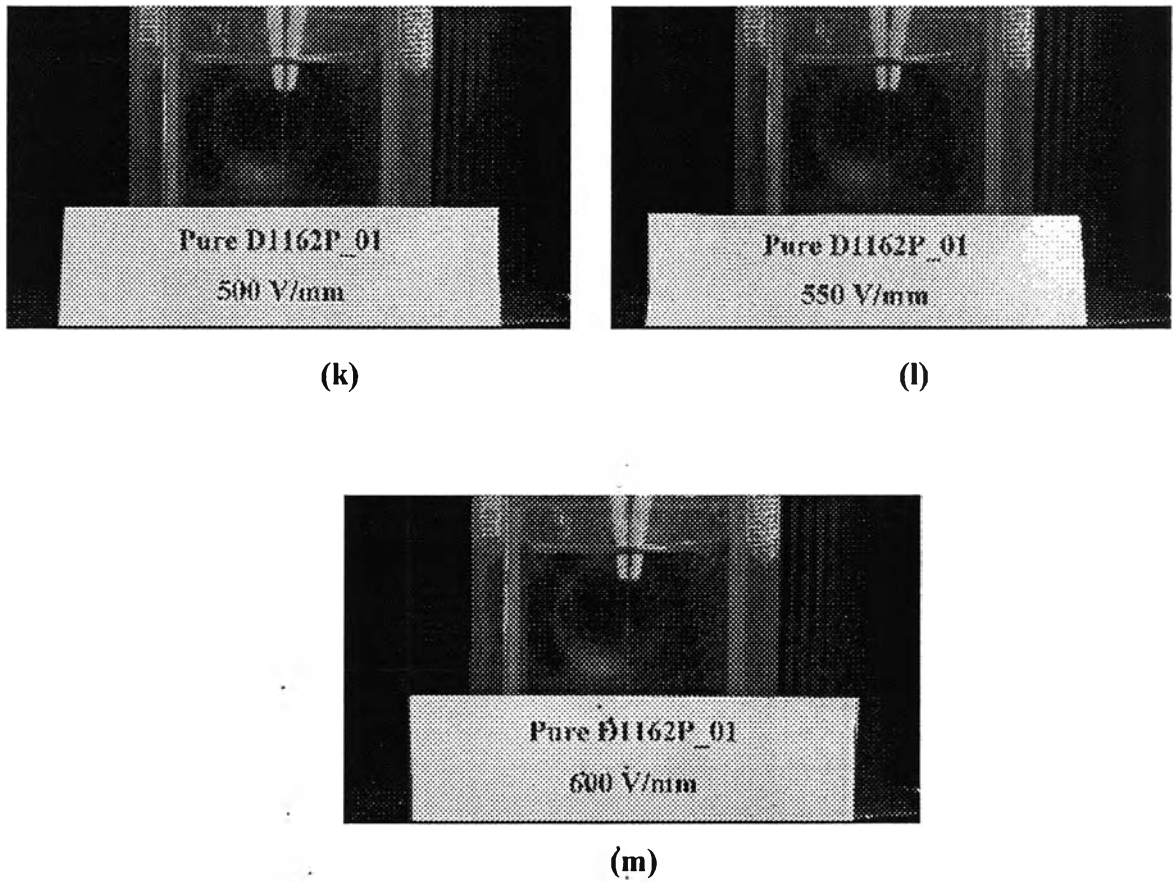 Pure D1162P_01
500 V/mm
(k)
Pure D1162P_01
550 V/mm
(l)
Pure D1162P_01
600 V/mm
(m)